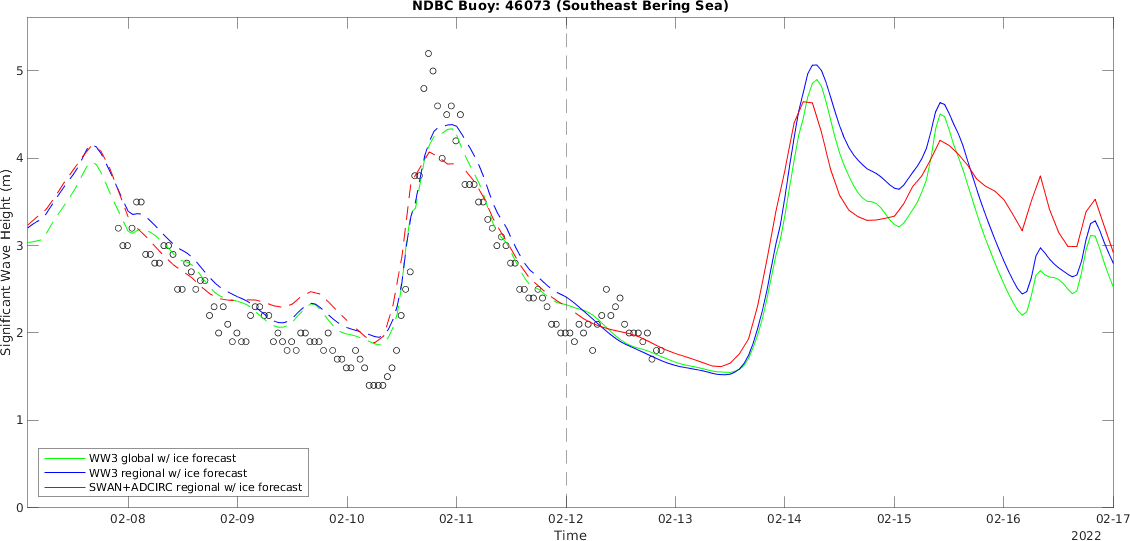 NDBC Buoy: 46073 (Southeast Bering Sea)
Significant Wave Height (m)
5
4
3
2
1
0
WW3 global w/ ice forecast
WW3 regional w/ ice forecast
SWAN+ADCIRC regional w/ ice forecast
02-08 02-09 02-10 02-11 02-12 02-13 02-14 02-15 02-16 02-17
Time
2022